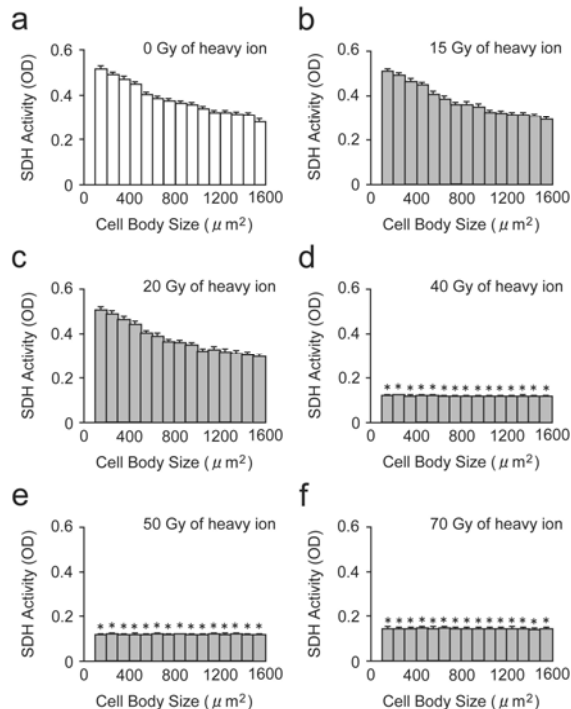 a
0 Gy of heavy ion
SDH Activity (OD)
0.6
0.4
0.2
0
0
400
800
1200
1600
Cell Body Size ( μ m²)
b
15 Gy of heavy ion
SDH Activity (OD)
0.6
0.4
0.2
0
0
400
800
1200
1600
Cell Body Size ( μ m²)
c
20 Gy of heavy ion
SDH Activity (OD)
0.6
0.4
0.2
0
0
400
800
1200
1600
Cell Body Size ( μ m²)
d
40 Gy of heavy ion
SDH Activity (OD)
0.6
0.4
0.2
0
* * * * * * * * * * * * * * *
0
400
800
1200
1600
Cell Body Size ( μ m²)
e
50 Gy of heavy ion
SDH Activity (OD)
0.6
0.4
0.2
0
* * * * * * * * * * * * * * *
0
400
800
1200
1600
Cell Body Size ( μ m²)
f
70 Gy of heavy ion
SDH Activity (OD)
0.6
0.4
0.2
0
* * * * * * * * * * * * * * *
0
400
800
1200
1600
Cell Body Size ( μ m²)